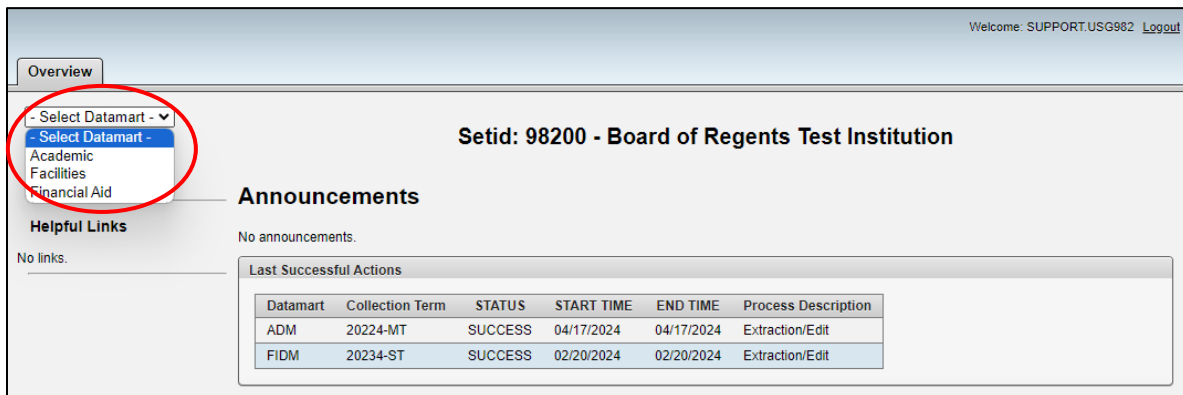 Welcome: SUPPORT.USG982 Logout
Overview
- Select Datamart -
- Select Datamart -
Academic
Facilities
Financial Aid
Setid: 98200 - Board of Regents Test Institution
Helpful Links
No links.
Announcements
No announcements.
Last Successful Actions
Datamart Collection Term STATUS START TIME END TIME Process Description
ADM 20224-MT SUCCESS 04/17/2024 04/17/2024 Extraction/Edit
FIDM 20234-ST SUCCESS 02/20/2024 02/20/2024 Extraction/Edit